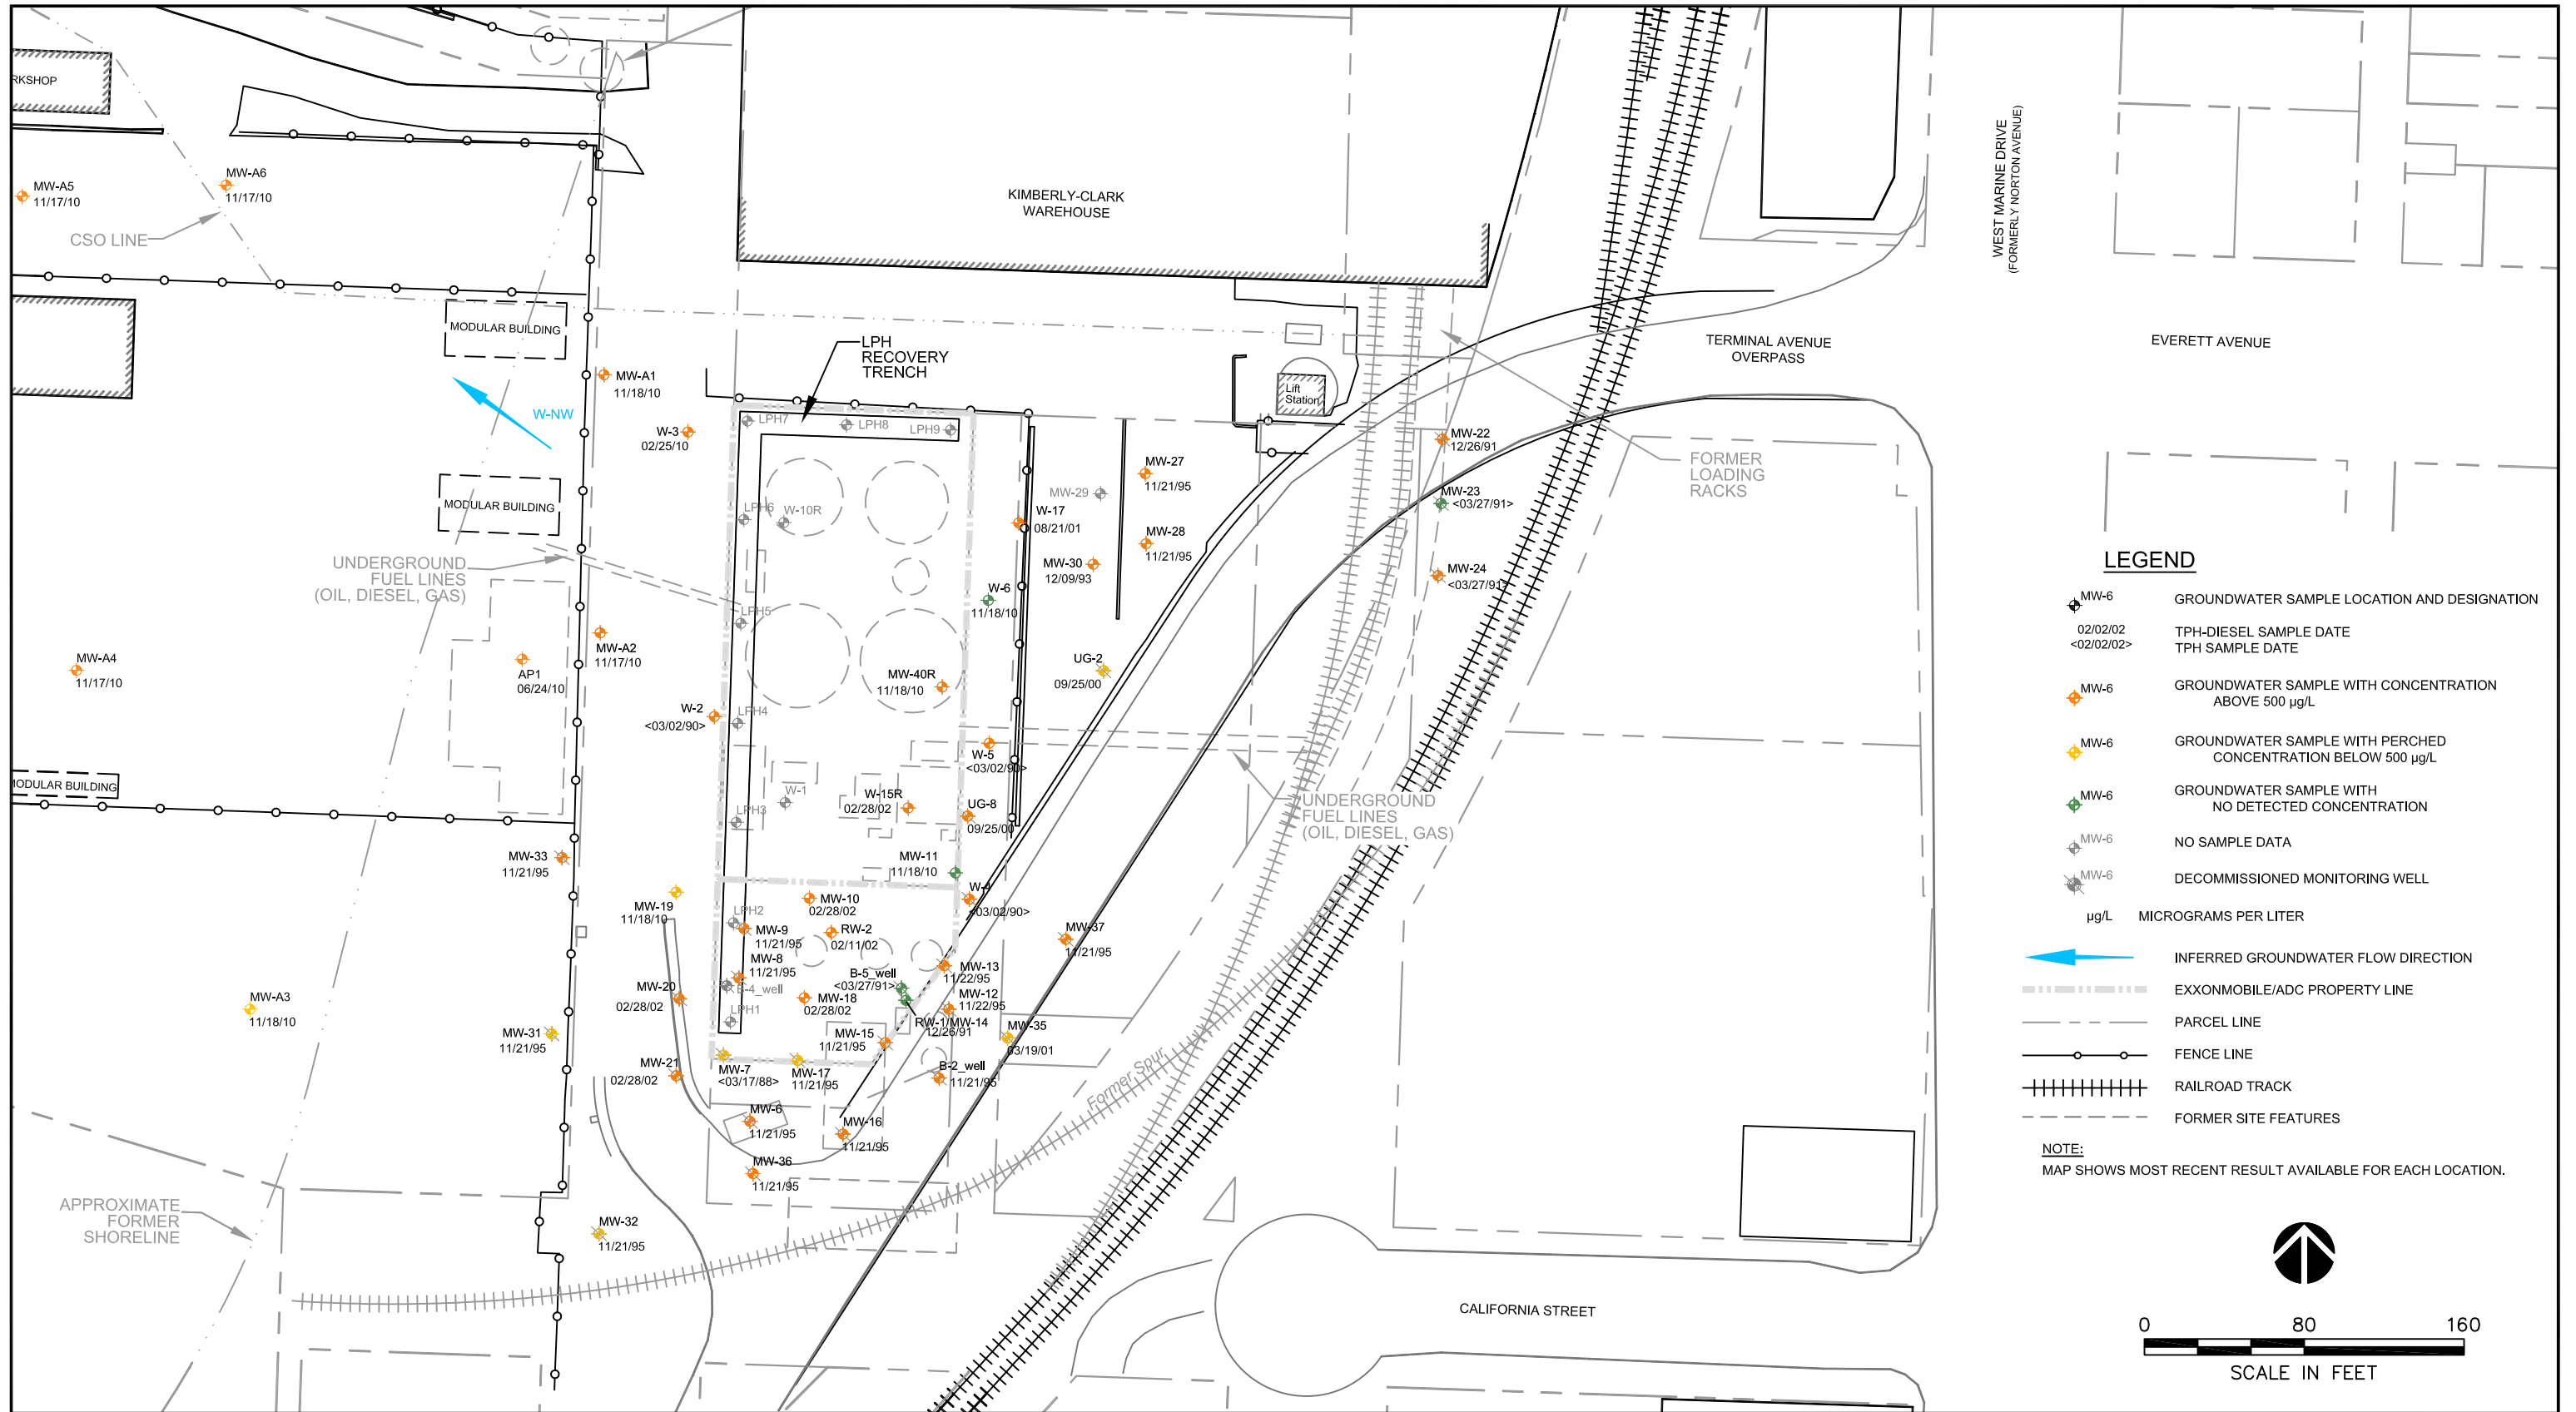 RKSHOP
MW-A5
11/17/10
MW-A6
11/17/10
CSO LINE
KIMBERLY-CLARK
WAREHOUSE
WEST MARINE DRIVE
(FORMERLY NORTON AVENUE)
MODULAR BUILDING
TERMINAL AVENUE
OVERPASS
EVERETT AVENUE
LPH
RECOVERY
TRENCH
Lift
Station
MW-A1
11/18/10
W-NW
W-3
02/25/10
LPH7
LPH8
LPH9
MW-22
12/26/91
FORMER
LOADING
RACKS
MW-27
11/21/95
MW-29
MW-23
<03/27/91>
MODULAR BUILDING
LPH6
W-10R
W-17
08/21/01
MW-28
11/21/95
MW-30
12/09/93
MW-24
<03/27/91>
UNDERGROUND
FUEL LINES
(OIL, DIESEL, GAS)
W-6
11/18/10
LPH5
MW-A4
11/17/10
AP1
06/24/10
MW-A2
11/17/10
MW-40R
11/18/10
UG-2
09/25/00
W-2
<03/02/90>
LPH4
W-5
<03/02/90>
MODULAR BUILDING
W-1
LPH3
W-15R
02/28/02
UG-8
09/25/00
UNDERGROUND
FUEL LINES
(OIL, DIESEL, GAS)
MW-33
11/21/95
MW-11
11/18/10
W-4
<03/02/90>
MW-19
11/18/10
MW-10
02/28/02
LPH2
MW-9
11/21/95
RW-2
02/11/02
MW-37
11/21/95
MW-8
11/21/95
B-4_well
B-5_well
<03/27/91>
MW-13
11/22/95
MW-20
02/28/02
MW-18
02/28/02
MW-12
11/22/95
MW-A3
11/18/10
LPH1
RW-1/MW-14
12/26/91
MW-31
11/21/95
MW-15
11/21/95
MW-35
03/19/01
MW-21
02/28/02
MW-7
<03/17/88>
MW-17
11/21/95
B-2_well
11/21/95
Former Spur
MW-6
11/21/95
MW-16
11/21/95
MW-36
11/21/95
APPROXIMATE
FORMER
SHORELINE
MW-32
11/21/95
CALIFORNIA STREET
LEGEND
MW-6 GROUNDWATER SAMPLE LOCATION AND DESIGNATION
02/02/02 TPH-DIESEL SAMPLE DATE
<02/02/02> TPH SAMPLE DATE
MW-6 GROUNDWATER SAMPLE WITH CONCENTRATION
ABOVE 500 µg/L
MW-6 GROUNDWATER SAMPLE WITH PERCHED
CONCENTRATION BELOW 500 µg/L
MW-6 GROUNDWATER SAMPLE WITH
NO DETECTED CONCENTRATION
MW-6 NO SAMPLE DATA
MW-6 DECOMMISSIONED MONITORING WELL
µg/L MICROGRAMS PER LITER
INFERRED GROUNDWATER FLOW DIRECTION
EXXONMOBILE/ADC PROPERTY LINE
PARCEL LINE
FENCE LINE
RAILROAD TRACK
FORMER SITE FEATURES
NOTE:
MAP SHOWS MOST RECENT RESULT AVAILABLE FOR EACH LOCATION.
0 80 160
SCALE IN FEET